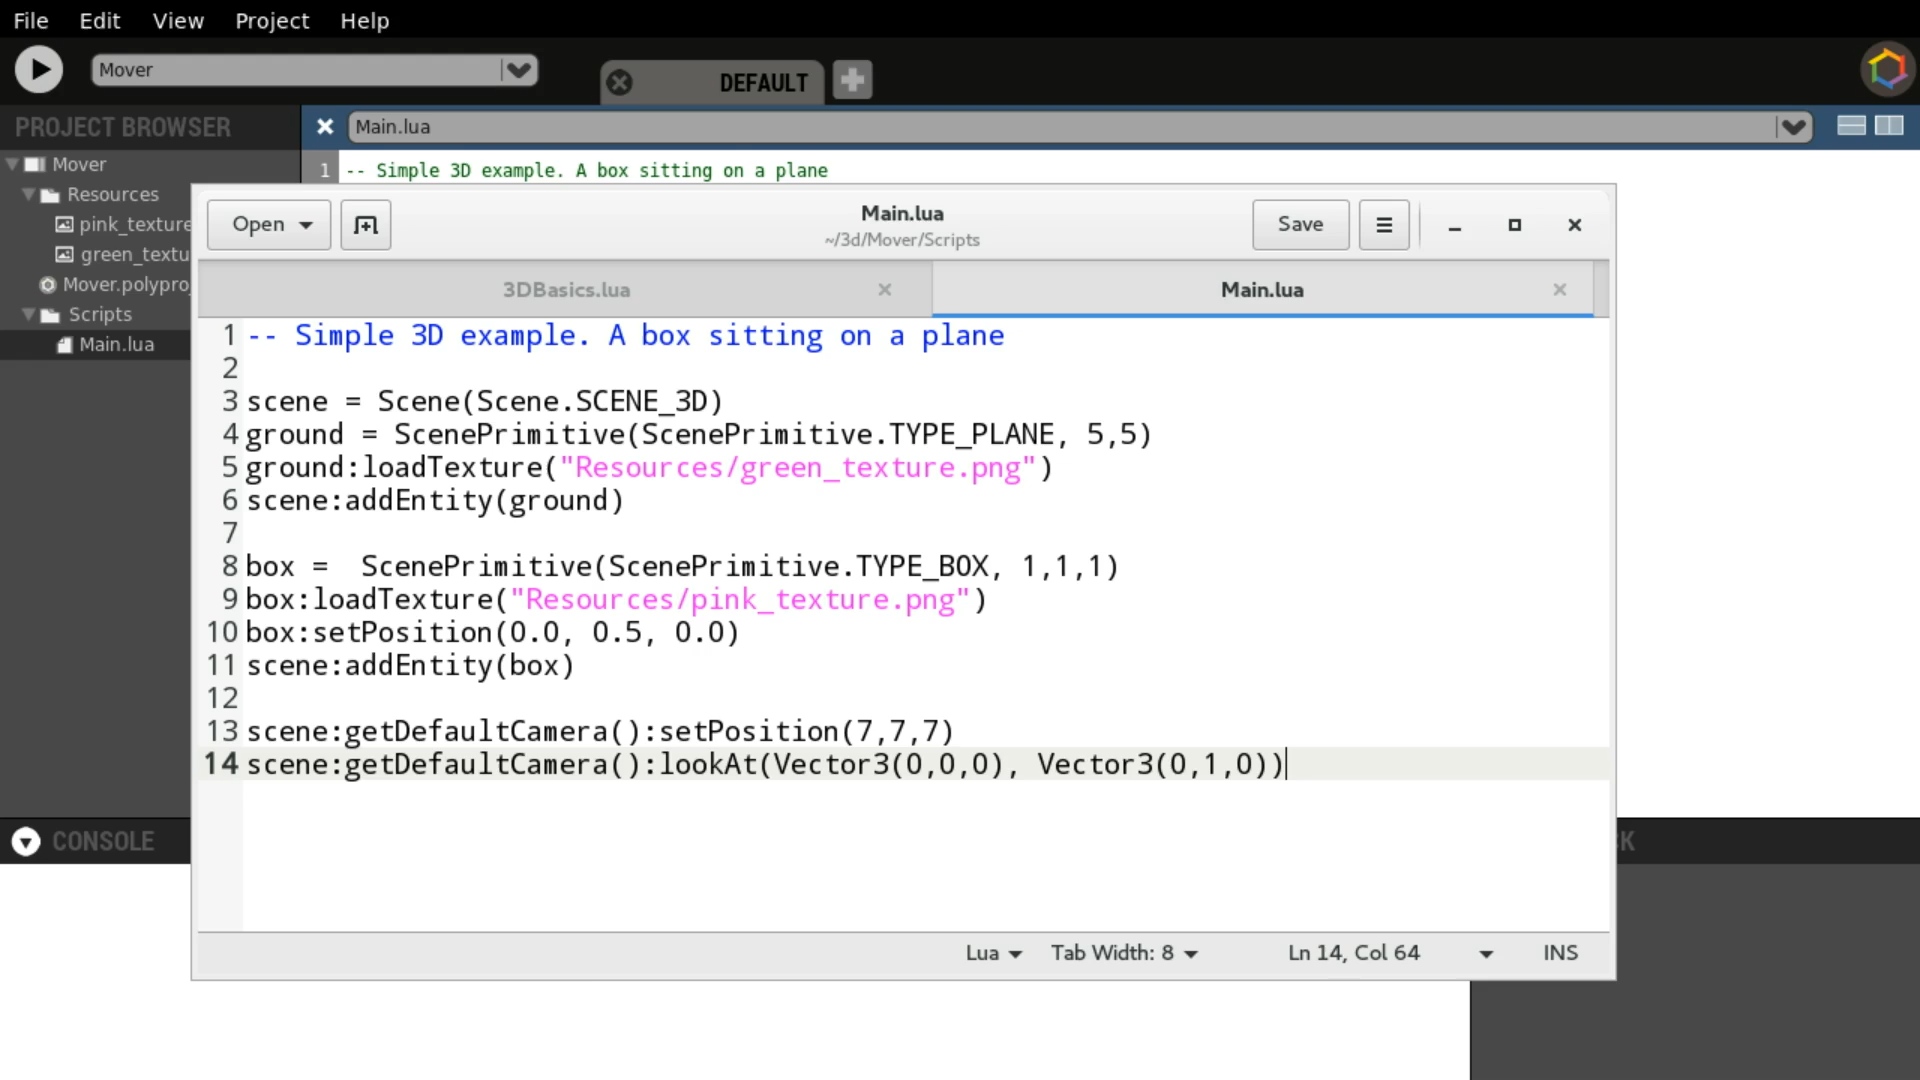 File Edit View Project Help
Mover
DEFAULT
PROJECT BROWSER
Main.lua
Mover
Resources
pink_texture
green_textu
Mover.polyproj
Scripts
Main.lua
1 -- Simple 3D example. A box sitting on a plane
Open
Main.lua
~/3d/Mover/Scripts
Save
3DBasics.lua
Main.lua
1 -- Simple 3D example. A box sitting on a plane
2
3 scene = Scene(Scene.SCENE_3D)
4 ground = ScenePrimitive(ScenePrimitive.TYPE_PLANE, 5,5)
5 ground:loadTexture("Resources/green_texture.png")
6 scene:addEntity(ground)
7
8 box =  ScenePrimitive(ScenePrimitive.TYPE_BOX, 1,1,1)
9 box:loadTexture("Resources/pink_texture.png")
10 box:setPosition(0.0, 0.5, 0.0)
11 scene:addEntity(box)
12
13 scene:getDefaultCamera():setPosition(7,7,7)
14 scene:getDefaultCamera():lookAt(Vector3(0,0,0), Vector3(0,1,0))
Lua Tab Width: 8 Ln 14, Col 64 INS
CONSOLE